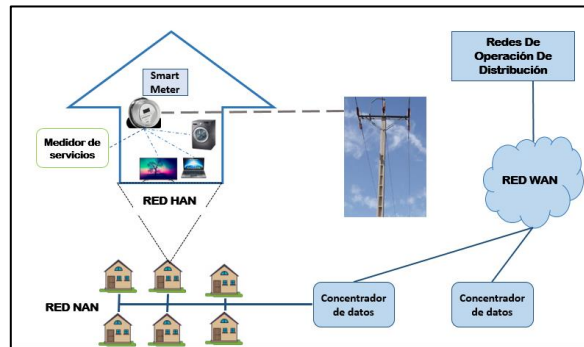 Smart
Meter
Medidor de
servicios
RED HAN
Redes De
Operación De
Distribución
RED WAN
RED NAN
Concentrador
de datos
Concentrador
de datos